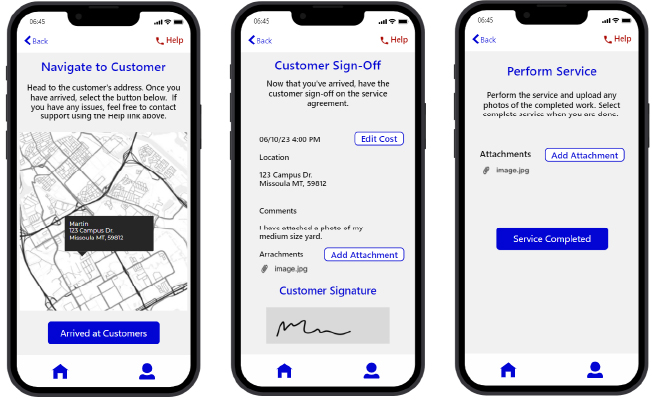 06:45
Back
Help
Navigate to Customer
Head to the customer's address. Once you
have arrived, select the button below. If
you have any issues, feel free to contact
support using the Help link above.
Martin
123 Campus Dr.
Missoula MT, 59812
Arrived at Customers
06:45
Back
Help
Customer Sign-Off
Now that you've arrived, have the
customer sign-off on the service
agreement.
06/10/23 4:00 PM
Edit Cost
Location
123 Campus Dr.
Missoula MT, 59812
Comments
I have attached a photo of my
medium size yard.
Attachments
Add Attachment
image.jpg
Customer Signature
06:45
Back
Help
Perform Service
Perform the service and upload any
photos of the completed work. Select
complete service when you are done.
Attachments
Add Attachment
image.jpg
Service Completed